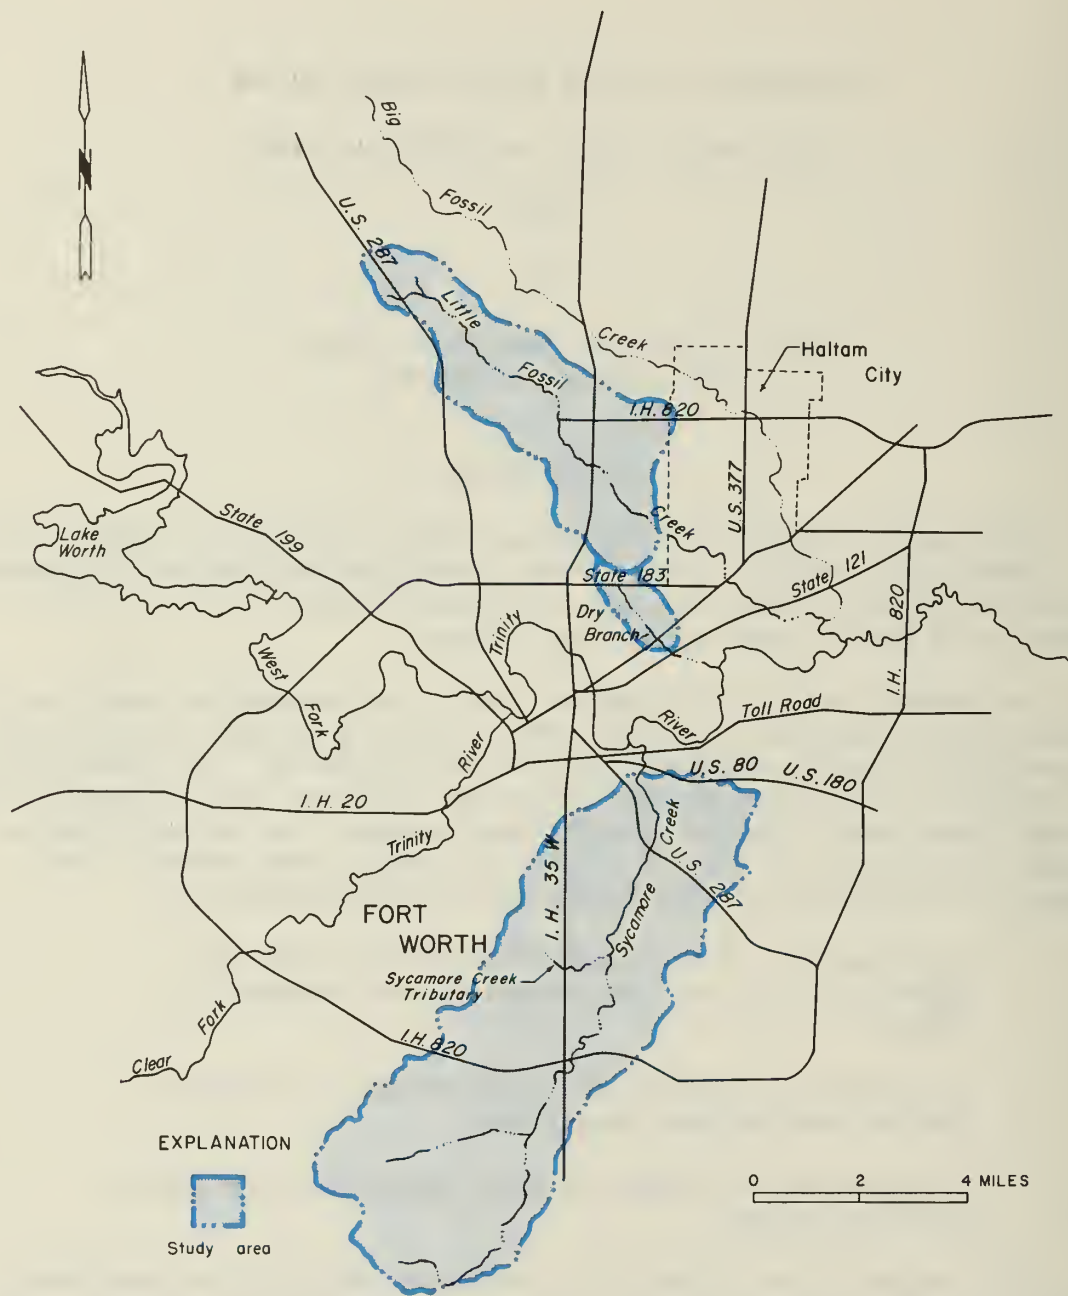 N
Big
Fossil
Creek
U.S. 287
Little
Fossil
Creek
Haltam
City
I.H. 820
U.S. 377
State 199
Lake
Worth
State 183
State 121
Dry
Branch
I.H. 820
West
Fork
Trinity
River
Toll Road
River
U.S. 80
U.S. 180
I.H. 20
Trinity
Creek
Sycamore
U.S. 287
I.H. 35 W
FORT
WORTH
Sycamore Creek
Tributary
Fork
Clear
I.H. 820
EXPLANATION
Study area
0 2 4 MILES